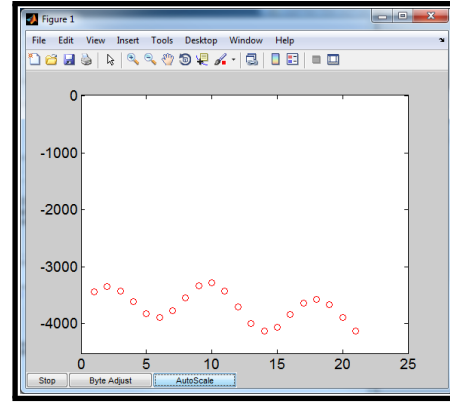 Figure 1
File Edit View Insert Tools Desktop Window Help
0
-1000
-2000
-3000
-4000
0 5 10 15 20 25
Stop Byte Adjust AutoScale